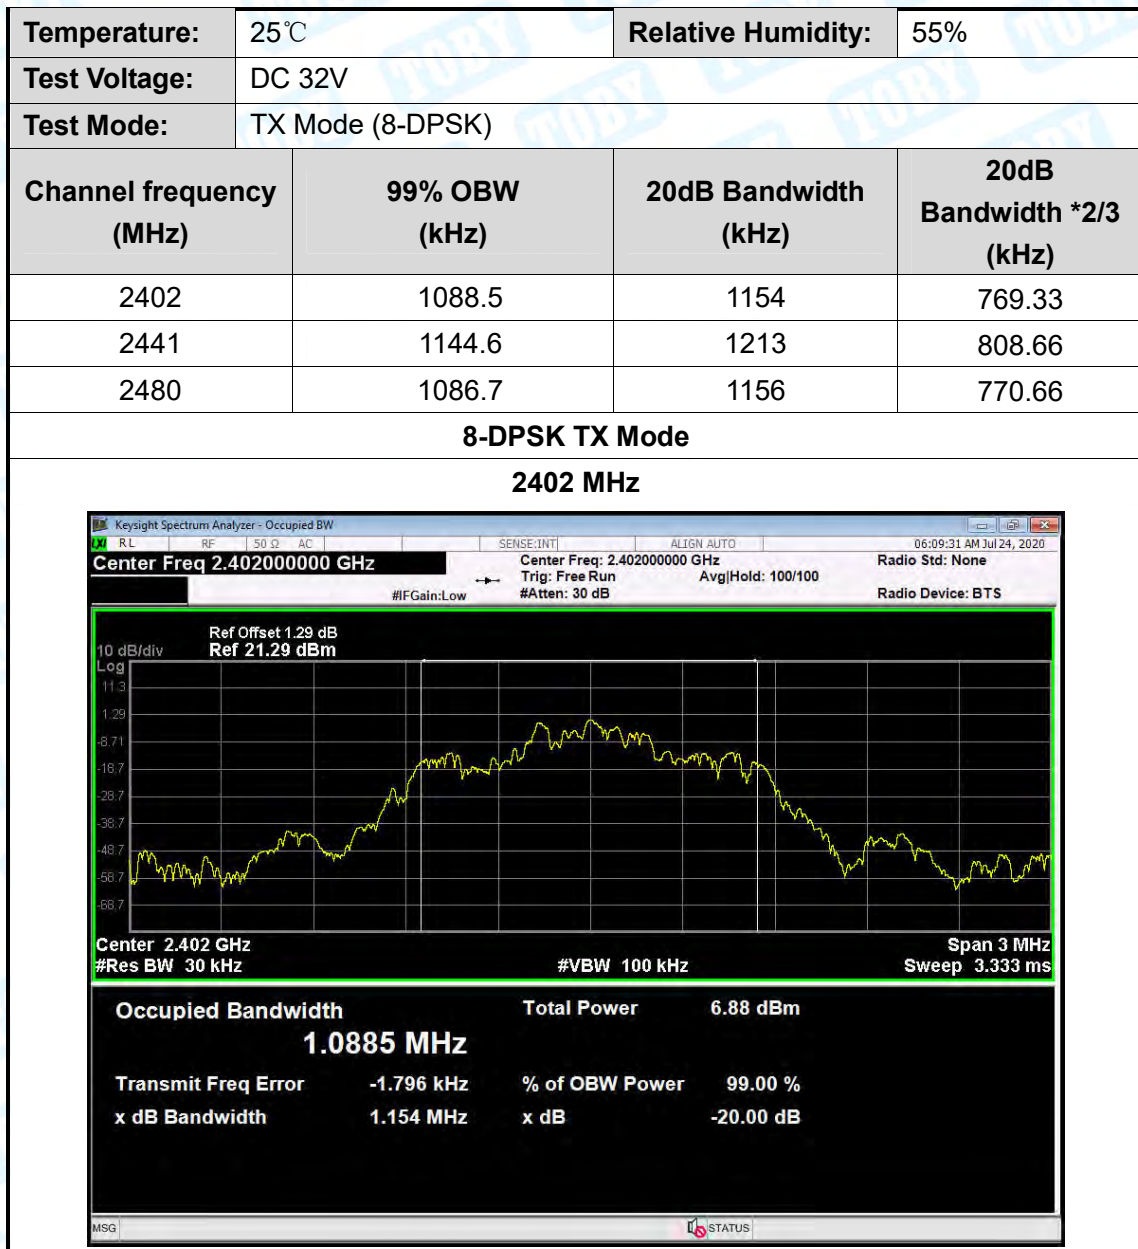 Temperature: 25℃ Relative Humidity: 55%
Test Voltage: DC 32V
Test Mode: TX Mode (8-DPSK)
Channel frequency (MHz) 99% OBW (kHz) 20dB Bandwidth (kHz) 20dB Bandwidth *2/3 (kHz)
2402 1088.5 1154 769.33
2441 1144.6 1213 808.66
2480 1086.7 1156 770.66
8-DPSK TX Mode
2402 MHz
Keysight Spectrum Analyzer - Occupied BW
LXI RL RF 50 Ω AC SENSE:INT ALIGN AUTO 06:09:31 AM Jul 24, 2020
Center Freq 2.402000000 GHz Center Freq: 2.402000000 GHz Radio Std: None
Trig: Free Run Avg|Hold: 100/100
#IFGain:Low #Atten: 30 dB Radio Device: BTS
Ref Offset 1.29 dB
10 dB/div Ref 21.29 dBm
Log
11.3
1.29
-8.71
-18.7
-28.7
-38.7
-48.7
-58.7
-68.7
Center 2.402 GHz Span 3 MHz
#Res BW 30 kHz #VBW 100 kHz Sweep 3.333 ms
Occupied Bandwidth Total Power 6.88 dBm
1.0885 MHz
Transmit Freq Error -1.796 kHz % of OBW Power 99.00 %
x dB Bandwidth 1.154 MHz x dB -20.00 dB
MSG STATUS
TOBY